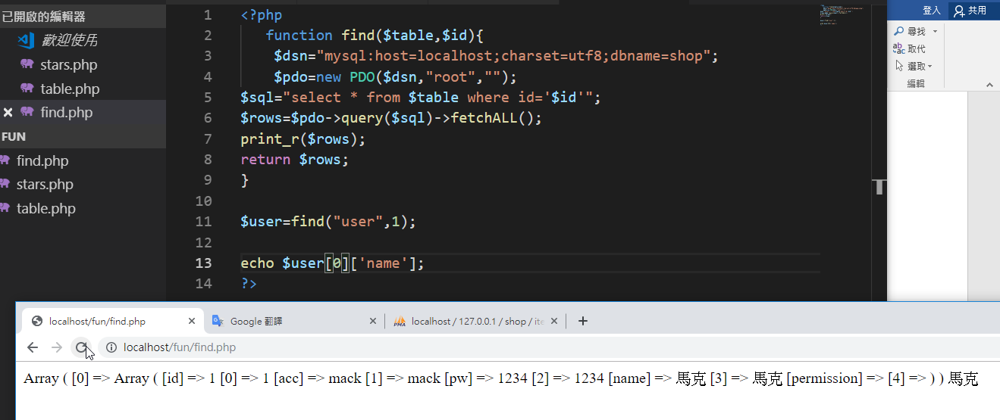 已開啟的編輯器
歡迎使用
stars.php
table.php
find.php
FUN
find.php
stars.php
table.php
1 <?php
2 function find($table,$id){
3 $dsn="mysql:host=localhost;charset=utf8;dbname=shop";
4 $pdo=new PDO($dsn,"root","");
5 $sql="select * from $table where id='$id'";
6 $rows=$pdo->query($sql)->fetchALL();
7 print_r($rows);
8 return $rows;
9 }
10
11 $user=find("user",1);
12
13 echo $user[0]['name'];
14 ?>
登入 共用
尋找
取代
選取
編輯
localhost/fun/find.php
Google 翻譯
localhost / 127.0.0.1 / shop / ite
localhost/fun/find.php
Array ( [0] => Array ( [id] => 1 [0] => 1 [acc] => mack [1] => mack [pw] => 1234 [2] => 1234 [name] => 馬克 [3] => 馬克 [permission] => [4] => ) ) 馬克